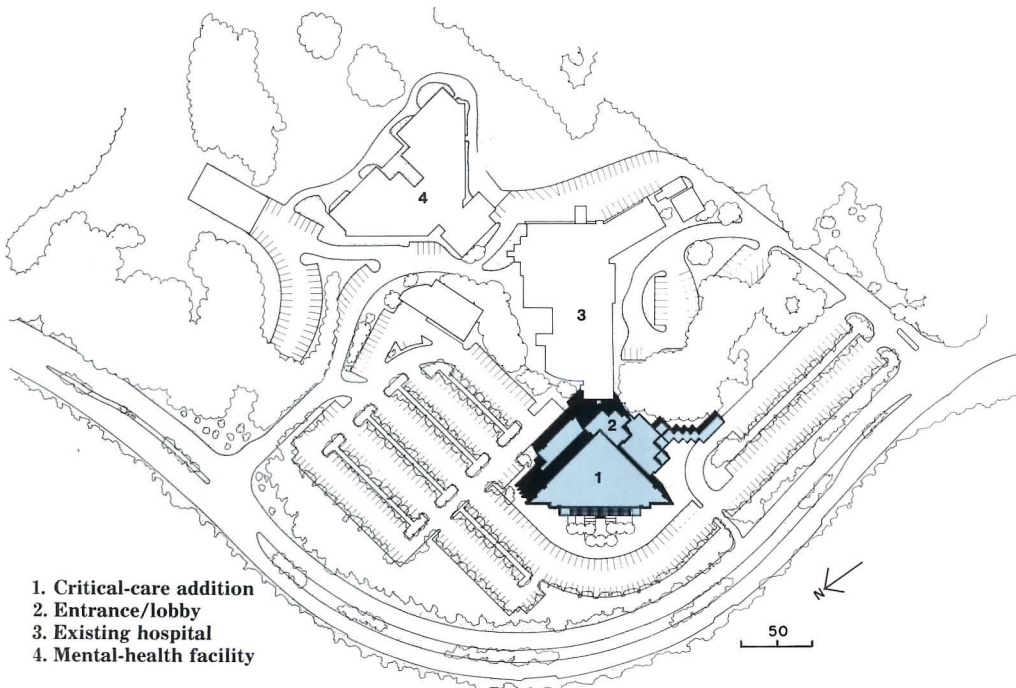 4
3
2
1
1. Critical-care addition
2. Entrance/lobby
3. Existing hospital
4. Mental-health facility
N
50